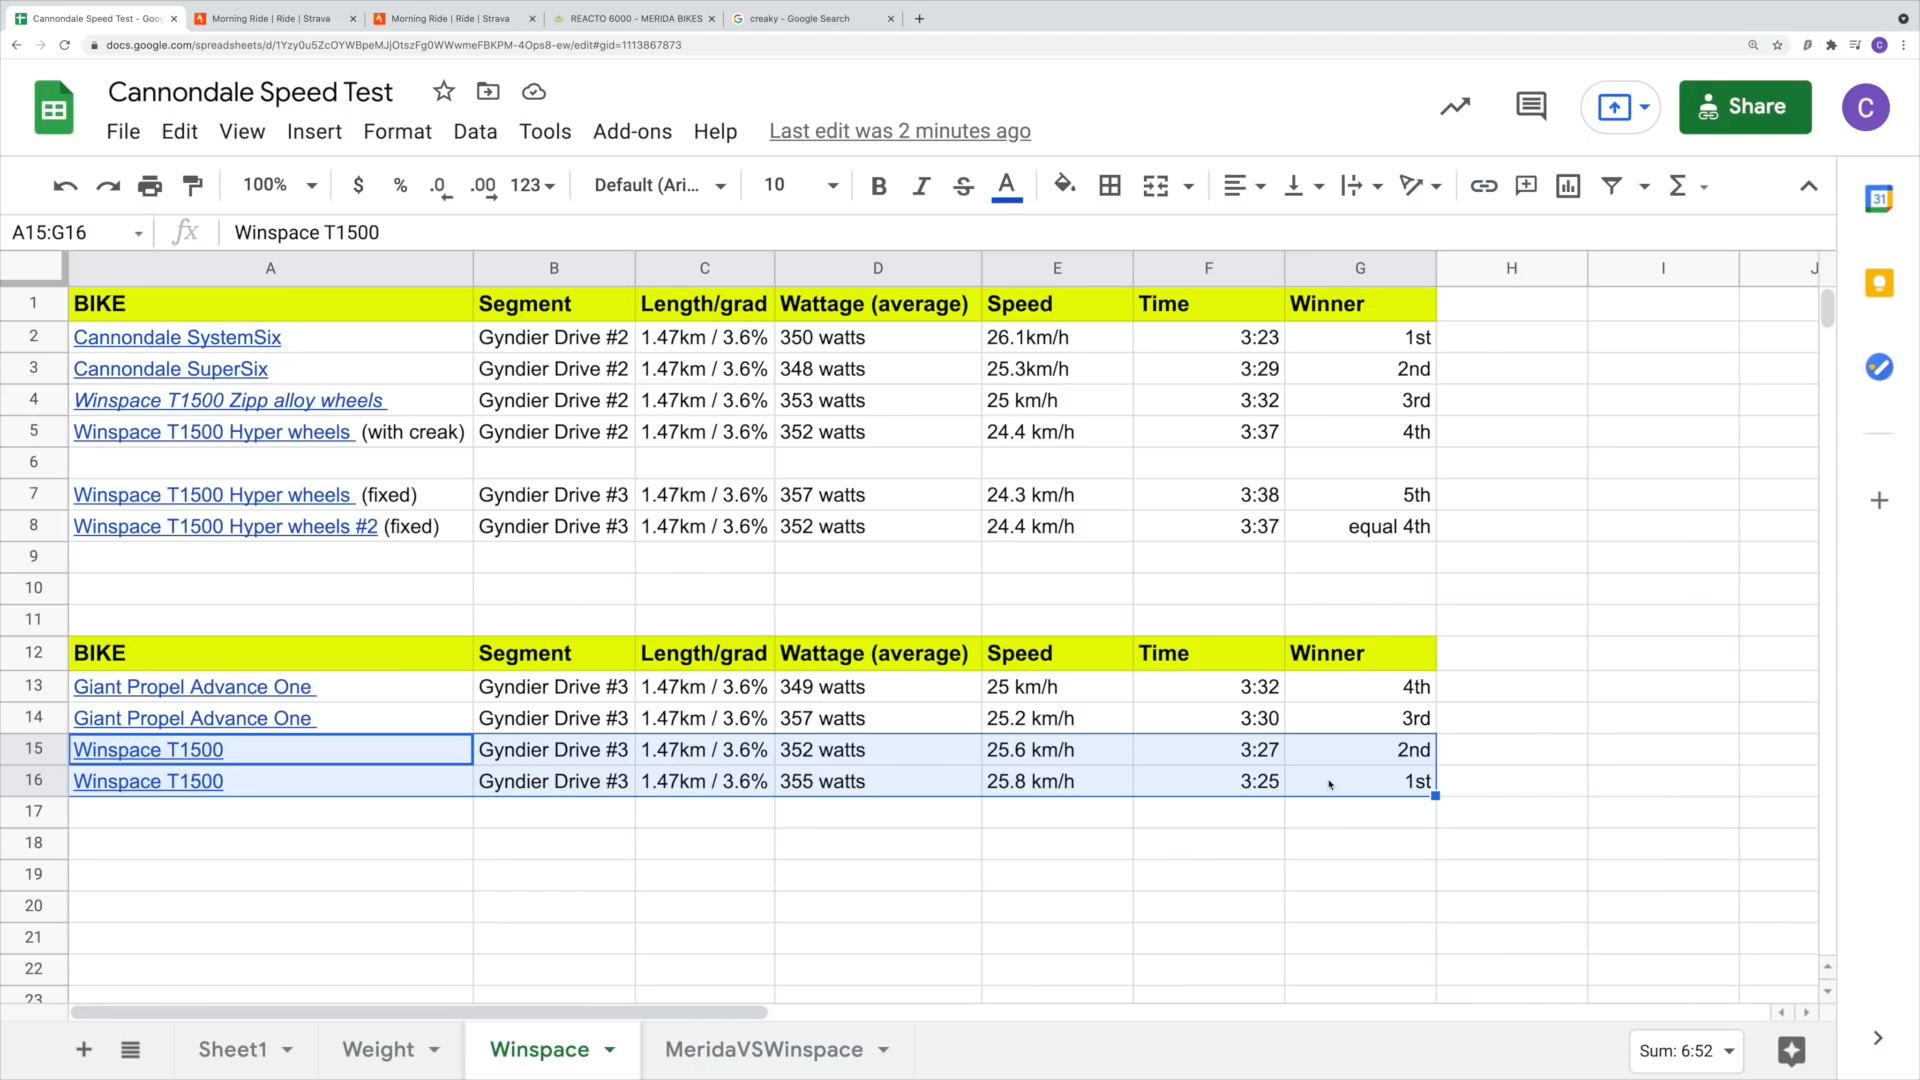 Cannondale Speed Test - Goog
Morning Ride | Ride | Strava
Morning Ride | Ride | Strava
REACTO 6000 - MERIDA BIKES
creaky - Google Search
docs.google.com/spreadsheets/d/1Yzy0u5ZcOYWBpeMJjOtszFg0WWwmeFBKPM-4Ops8-ew/edit#gid=1113867873
C
Cannondale Speed Test
Share
C
File Edit View Insert Format Data Tools Add-ons Help Last edit was 2 minutes ago
100% $ % .0 .00 123 Default (Ari... 10 B I S A Σ
31
A15:G16 fx Winspace T1500
A B C D E F G H I J
1 BIKE Segment Length/grad Wattage (average) Speed Time Winner
2 Cannondale SystemSix Gyndier Drive #2 1.47km / 3.6% 350 watts 26.1km/h 3:23 1st
3 Cannondale SuperSix Gyndier Drive #2 1.47km / 3.6% 348 watts 25.3km/h 3:29 2nd
4 Winspace T1500 Zipp alloy wheels Gyndier Drive #2 1.47km / 3.6% 353 watts 25 km/h 3:32 3rd
5 Winspace T1500 Hyper wheels (with creak) Gyndier Drive #2 1.47km / 3.6% 352 watts 24.4 km/h 3:37 4th
6
7 Winspace T1500 Hyper wheels (fixed) Gyndier Drive #3 1.47km / 3.6% 357 watts 24.3 km/h 3:38 5th
8 Winspace T1500 Hyper wheels #2 (fixed) Gyndier Drive #3 1.47km / 3.6% 352 watts 24.4 km/h 3:37 equal 4th
9
10
11
12 BIKE Segment Length/grad Wattage (average) Speed Time Winner
13 Giant Propel Advance One Gyndier Drive #3 1.47km / 3.6% 349 watts 25 km/h 3:32 4th
14 Giant Propel Advance One Gyndier Drive #3 1.47km / 3.6% 357 watts 25.2 km/h 3:30 3rd
15 Winspace T1500 Gyndier Drive #3 1.47km / 3.6% 352 watts 25.6 km/h 3:27 2nd
16 Winspace T1500 Gyndier Drive #3 1.47km / 3.6% 355 watts 25.8 km/h 3:25 1st
17
18
19
20
21
22
23
Sheet1 Weight Winspace MeridaVSWinspace Sum: 6:52